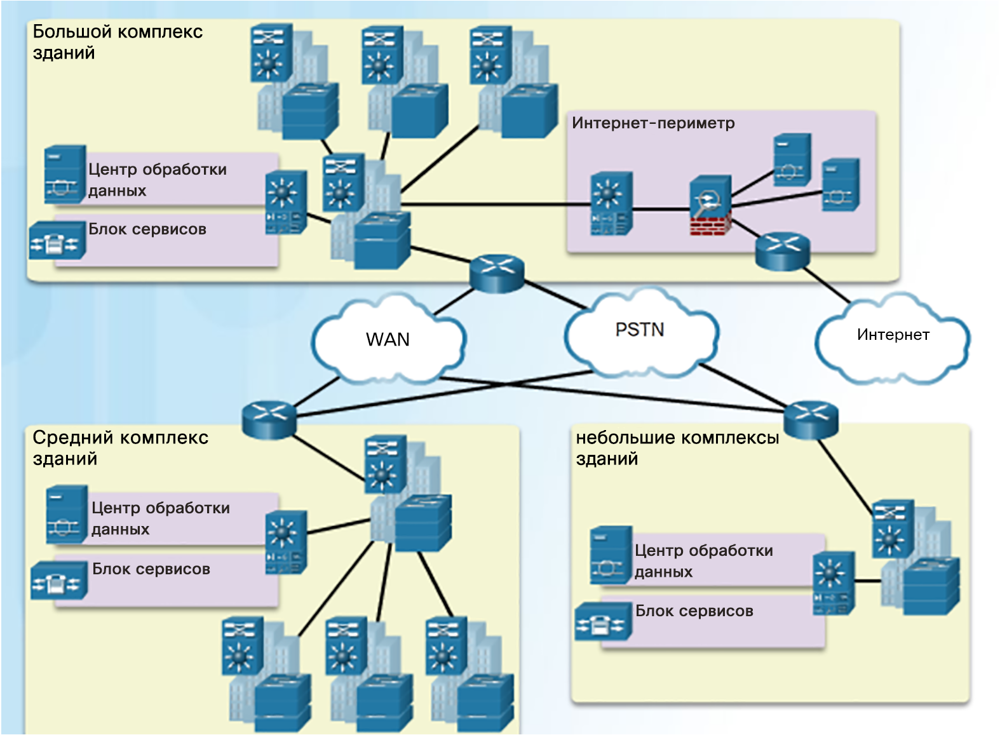 Большой комплекс
зданий
Интернет-периметр
Центр обработки
данных
Блок сервисов
WAN
PSTN
Интернет
Средний комплекс
зданий
Центр обработки
данных
Блок сервисов
небольшие комплексы
зданий
Центр обработки
данных
Блок сервисов